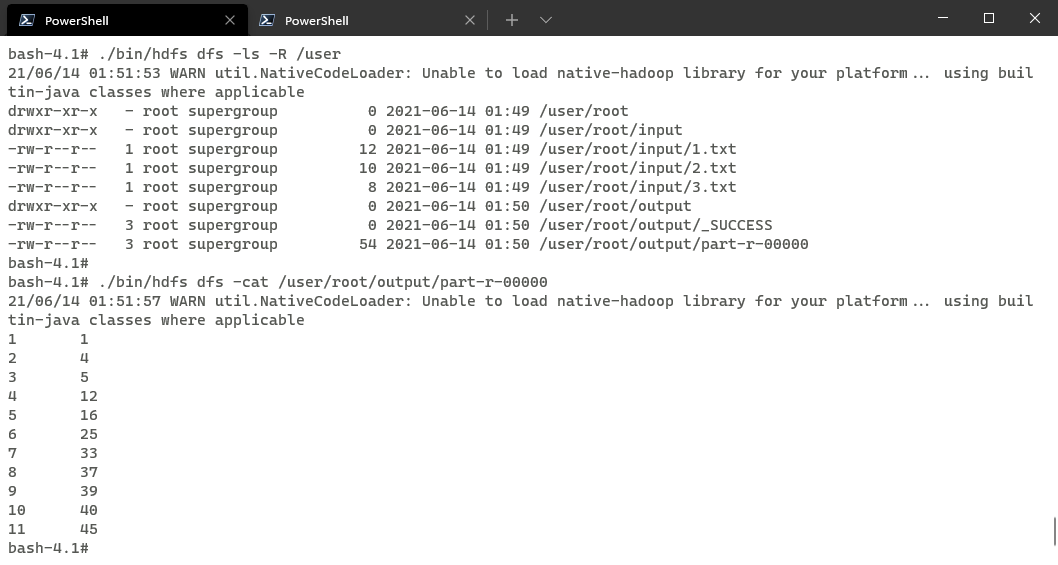 PowerShell
PowerShell
bash-4.1# ./bin/hdfs dfs -ls -R /user
21/06/14 01:51:53 WARN util.NativeCodeLoader: Unable to load native-hadoop library for your platform... using buil
tin-java classes where applicable
drwxr-xr-x   - root supergroup          0 2021-06-14 01:49 /user/root
drwxr-xr-x   - root supergroup          0 2021-06-14 01:49 /user/root/input
-rw-r--r--   1 root supergroup         12 2021-06-14 01:49 /user/root/input/1.txt
-rw-r--r--   1 root supergroup         10 2021-06-14 01:49 /user/root/input/2.txt
-rw-r--r--   1 root supergroup          8 2021-06-14 01:49 /user/root/input/3.txt
drwxr-xr-x   - root supergroup          0 2021-06-14 01:50 /user/root/output
-rw-r--r--   3 root supergroup          0 2021-06-14 01:50 /user/root/output/_SUCCESS
-rw-r--r--   3 root supergroup         54 2021-06-14 01:50 /user/root/output/part-r-00000
bash-4.1#
bash-4.1# ./bin/hdfs dfs -cat /user/root/output/part-r-00000
21/06/14 01:51:57 WARN util.NativeCodeLoader: Unable to load native-hadoop library for your platform... using buil
tin-java classes where applicable
1       1
2       4
3       5
4       12
5       16
6       25
7       33
8       37
9       39
10      40
11      45
bash-4.1#